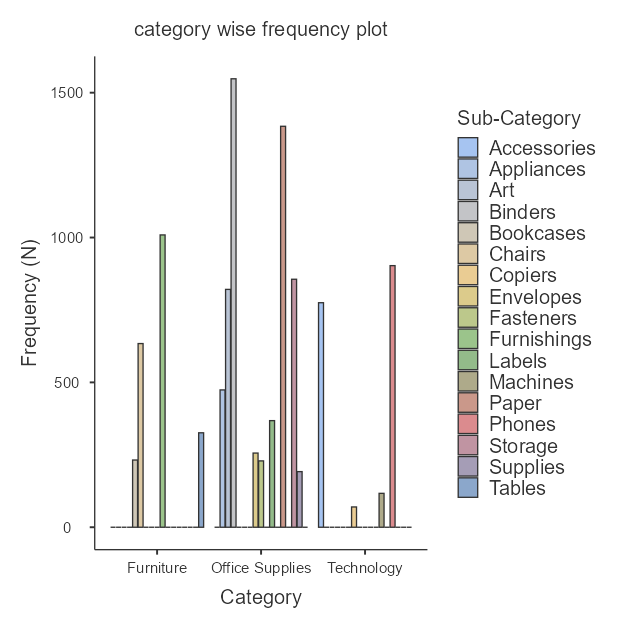 category wise frequency plot
1500
1000
500
0
Frequency (N)
Furniture
Office Supplies
Technology
Category
Sub-Category
Accessories
Appliances
Art
Binders
Bookcases
Chairs
Copiers
Envelopes
Fasteners
Furnishings
Labels
Machines
Paper
Phones
Storage
Supplies
Tables